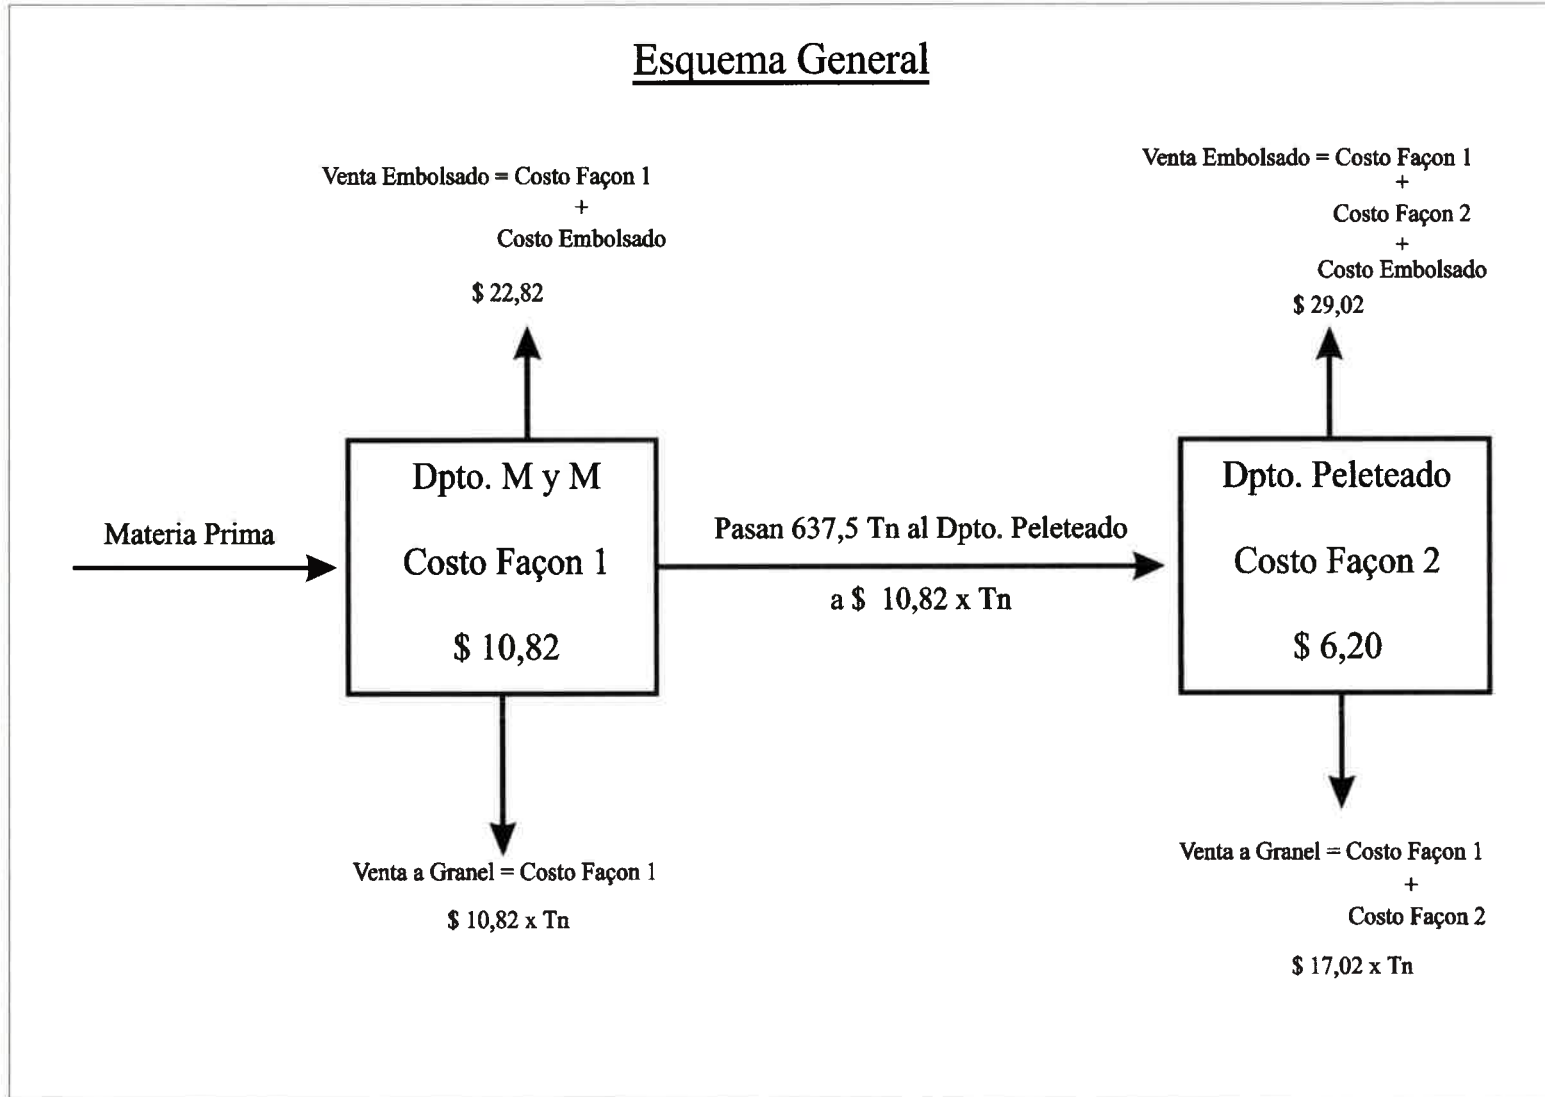 Esquema General
Venta Embolsado = Costo Façon 1
+
Costo Embolsado
$ 22,82
Venta Embolsado = Costo Façon 1
+
Costo Façon 2
+
Costo Embolsado
$ 29,02
Materia Prima
Dpto. M y M
Costo Façon 1
$ 10,82
Pasan 637,5 Tn al Dpto. Peleteado
a $ 10,82 x Tn
Dpto. Peleteado
Costo Façon 2
$ 6,20
Venta a Granel = Costo Façon 1
$ 10,82 x Tn
Venta a Granel = Costo Façon 1
+
Costo Façon 2
$ 17,02 x Tn